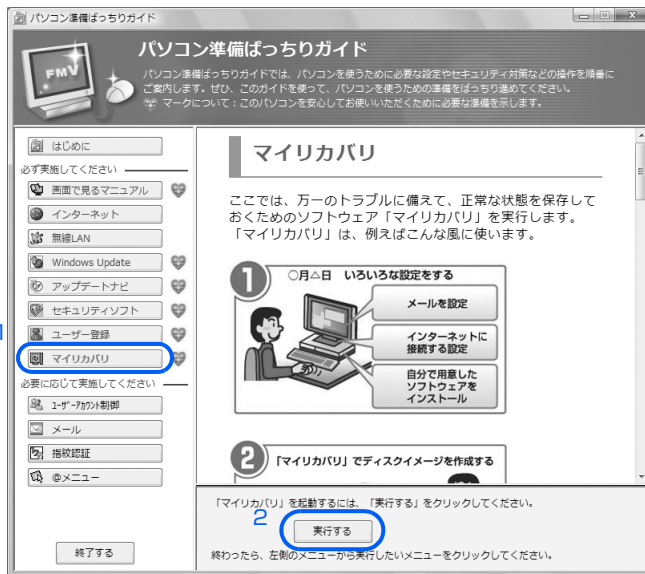 パソコン準備ばっちりガイド
パソコン準備ばっちりガイド
FMV
パソコン準備ばっちりガイドでは、パソコンを使うために必要な設定やセキュリティ対策などの操作を順番に
ご案内します。ぜひ、このガイドを使って、パソコンを使うための準備をばっちり進めてください。
マークについて：このパソコンを安心してお使いいただくために必要な準備を示します。
はじめに
必ず実施してください
画面で見るマニュアル
インターネット
無線LAN
Windows Update
アップデートナビ
セキュリティソフト
ユーザー登録
1
マイリカバリ
必要に応じて実施してください
ユーザーアカウント制御
メール
指紋認証
@メニュー
終了する
マイリカバリ
ここでは、万一のトラブルに備えて、正常な状態を保存して
おくためのソフトウェア「マイリカバリ」を実行します。
「マイリカバリ」は、例えばこんな風に使います。
1
○月△日 いろいろな設定をする
メールを設定
インターネットに
接続する設定
自分で用意した
ソフトウェアを
インストール
2
「マイリカバリ」でディスクイメージを作成する
「マイリカバリ」を起動するには、「実行する」をクリックしてください。
2
実行する
終わったら、左側のメニューから実行したいメニューをクリックしてください。